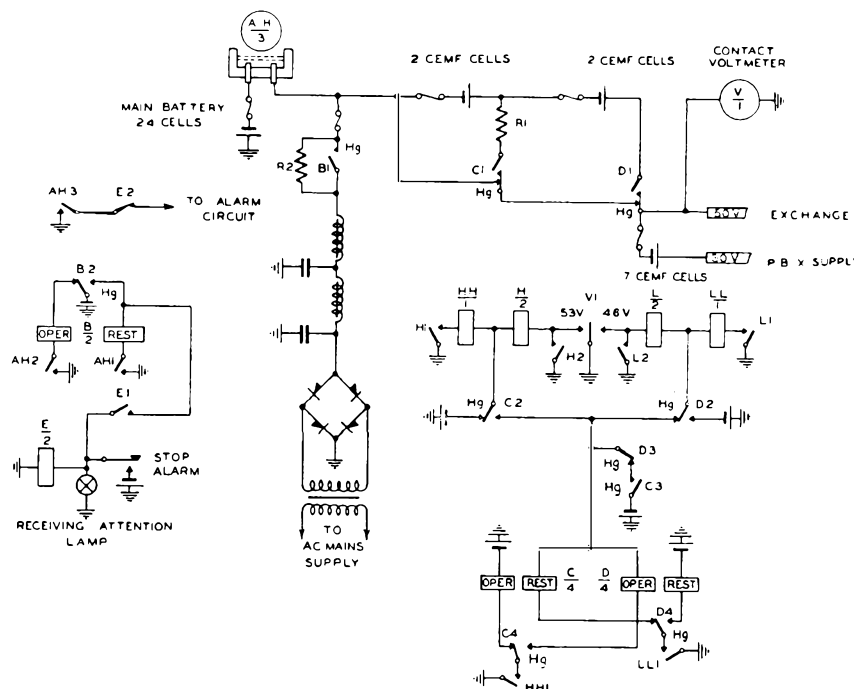 AH
3
2 CEMF CELLS
2 CEMF CELLS
CONTACT
VOLTMETER
V
1
MAIN BATTERY
24 CELLS
R1
Hg
R2
B1
C1
Hg
D1
Hg
AH3
E2
TO ALARM
CIRCUIT
50V
EXCHANGE
50V
P.B.X SUPPLY
7 CEMF CELLS
B2
Hg
OPER
B
2
REST
AH2
AH1
HH
1
H
2
V1
53V
46V
L
2
LL
1
H1
H2
L2
L1
E1
Hg
C2
Hg
D2
E
2
STOP
ALARM
D3
Hg
Hg
C3
RECEIVING ATTENTION
LAMP
TO
AC MAINS
SUPPLY
OPER
REST
C
4
D
4
OPER
REST
C4
Hg
D4
Hg
LL1
HH1